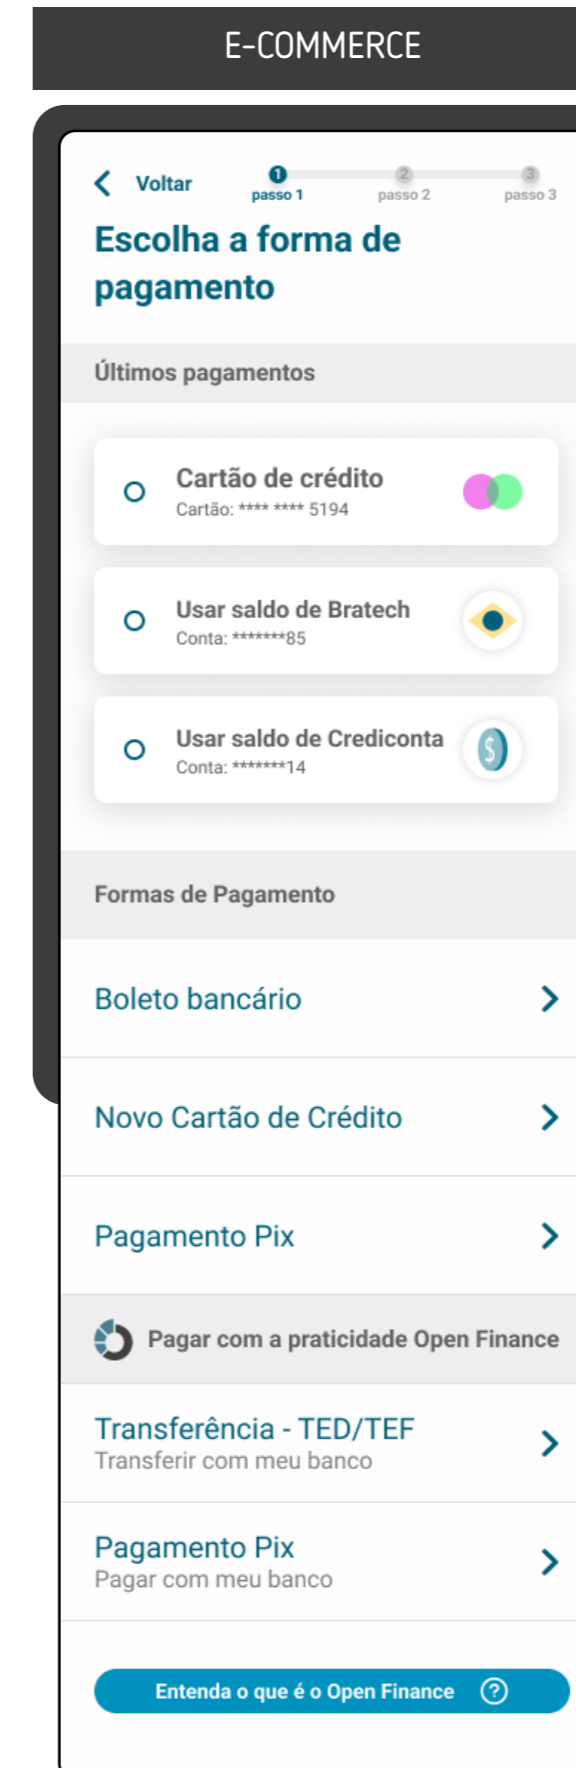 E-COMMERCE
Voltar
1 2 3
passo 1 passo 2 passo 3
Escolha a forma de
pagamento
Últimos pagamentos
Cartão de crédito
Cartão: **** **** 5194
Usar saldo de Bratech
Conta: *******85
Usar saldo de Crediconta
Conta: *******14
$
Formas de Pagamento
Boleto bancário
Novo Cartão de Crédito
Pagamento Pix
Pagar com a praticidade Open Finance
Transferência - TED/TEF
Transferir com meu banco
Pagamento Pix
Pagar com meu banco
Entenda o que é o Open Finance ?